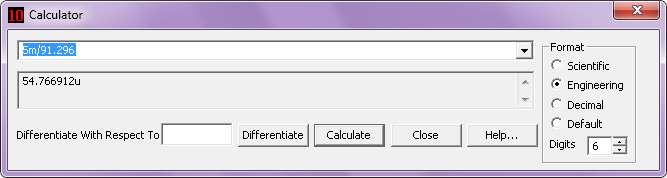 10 Calculator
5m/91.296
54.766912u
Differentiate With Respect To
Differentiate
Calculate
Close
Help...
Format
Scientific
Engineering
Decimal
Default
Digits 6